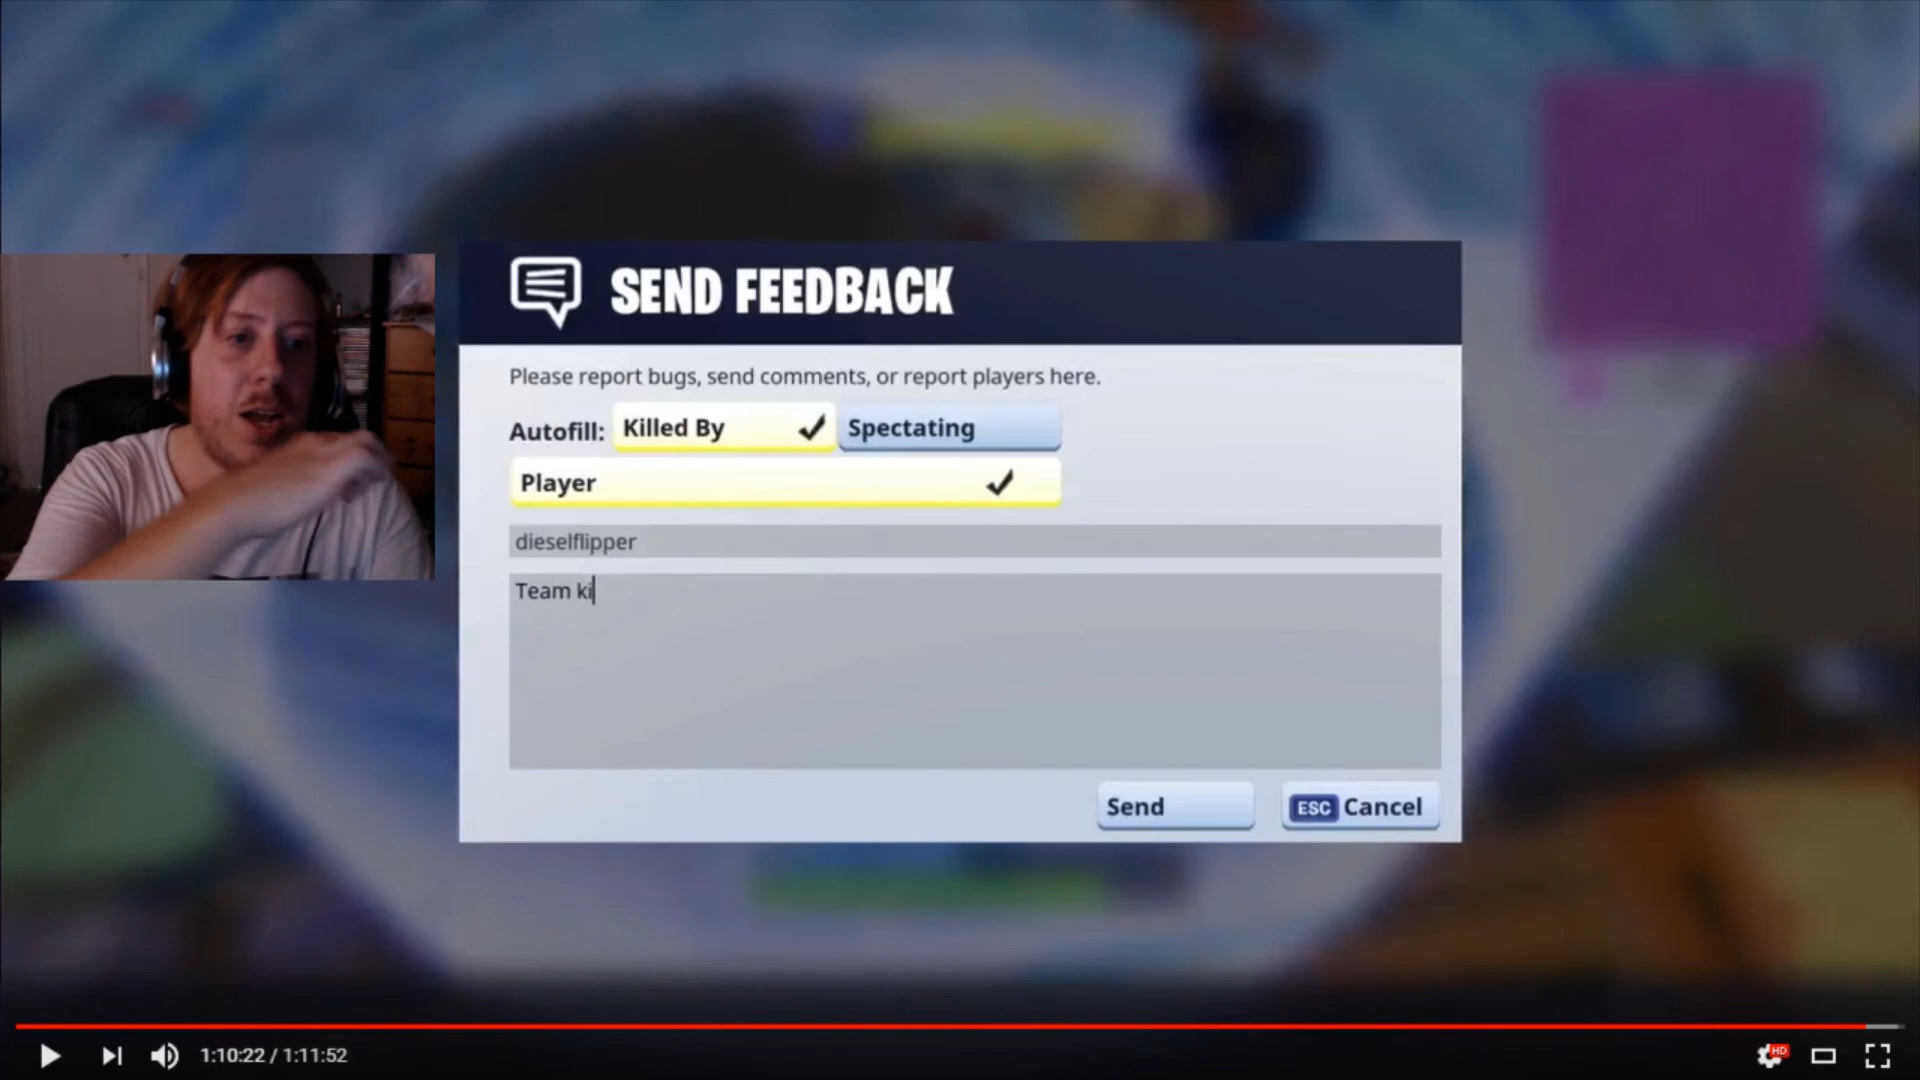 SEND FEEDBACK
Please report bugs, send comments, or report players here.
Autofill: Killed By Spectating
Player
dieselflipper
Team ki
Send ESC Cancel
1:10:22 / 1:11:52 HD